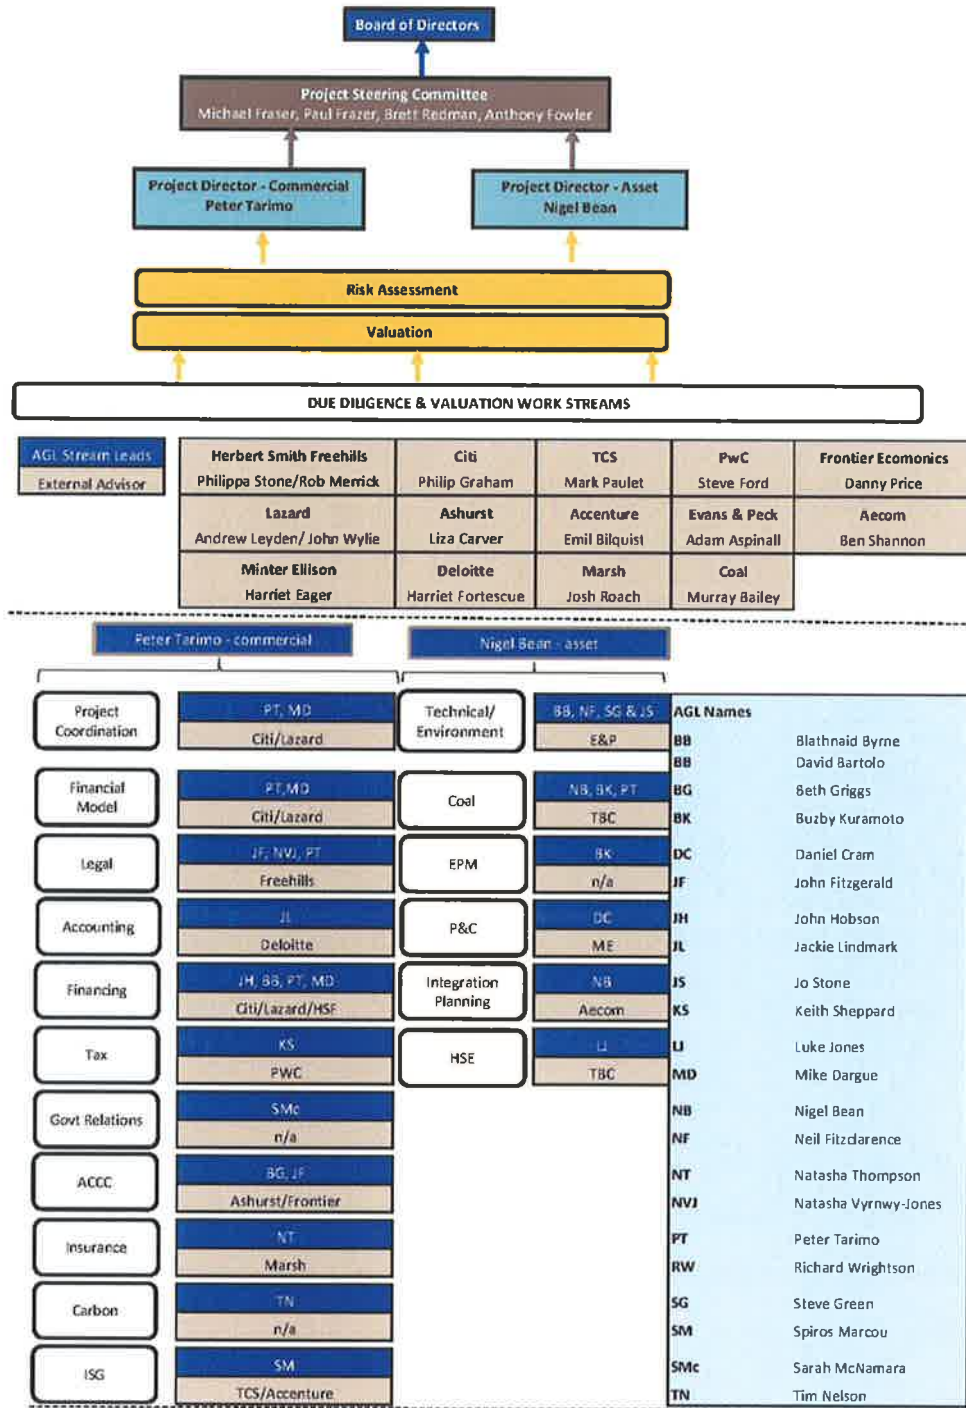 Board of Directors
Project Steering Committee
Michael Fraser, Paul Frazer, Brett Redman, Anthony Fowler
Project Director - Commercial
Peter Tarimo
Project Director - Asset
Nigel Bean
Risk Assessment
Valuation
DUE DILIGENCE & VALUATION WORK STREAMS
AGL Stream Leads
External Advisor
Herbert Smith Freehills
Philippa Stone/Rob Merrick
Citi
Philip Graham
TCS
Mark Paulet
PwC
Steve Ford
Frontier Ecomonics
Danny Price
Lazard
Andrew Leyden/ John Wylie
Ashurst
Liza Carver
Accenture
Emil Bilquist
Evans & Peck
Adam Aspinall
Aecom
Ben Shannon
Minter Ellison
Harriet Eager
Deloitte
Harriet Fortescue
Marsh
Josh Roach
Coal
Murray Bailey
Peter Tarimo - commercial
Nigel Bean - asset
Project
Coordination
PT, MD
Citi/Lazard
Financial
Model
PT,MD
Citi/Lazard
Legal
JF, NVJ, PT
Freehills
Accounting
JL
Deloitte
Financing
JH, BB, PT, MD
Citi/Lazard/HSF
Tax
KS
PWC
Govt Relations
SMc
n/a
ACCC
BG, JF
Ashurst/Frontier
Insurance
NT
Marsh
Carbon
TN
n/a
ISG
SM
TCS/Accenture
Technical/
Environment
BB, NF, SG & JS
E&P
Coal
NB, BK, PT
TBC
EPM
BK
n/a
P&C
DC
ME
Integration
Planning
NB
Aecom
HSE
LJ
TBC
AGL Names
BB Blathnaid Byrne
BB David Bartolo
BG Beth Griggs
BK Buzby Kuramoto
DC Daniel Cram
JF John Fitzgerald
JH John Hobson
JL Jackie Lindmark
JS Jo Stone
KS Keith Sheppard
LJ Luke Jones
MD Mike Dargue
NB Nigel Bean
NF Neil Fitzclarence
NT Natasha Thompson
NVJ Natasha Vyrnwy-Jones
PT Peter Tarimo
RW Richard Wrightson
SG Steve Green
SM Spiros Marcou
SMc Sarah McNamara
TN Tim Nelson